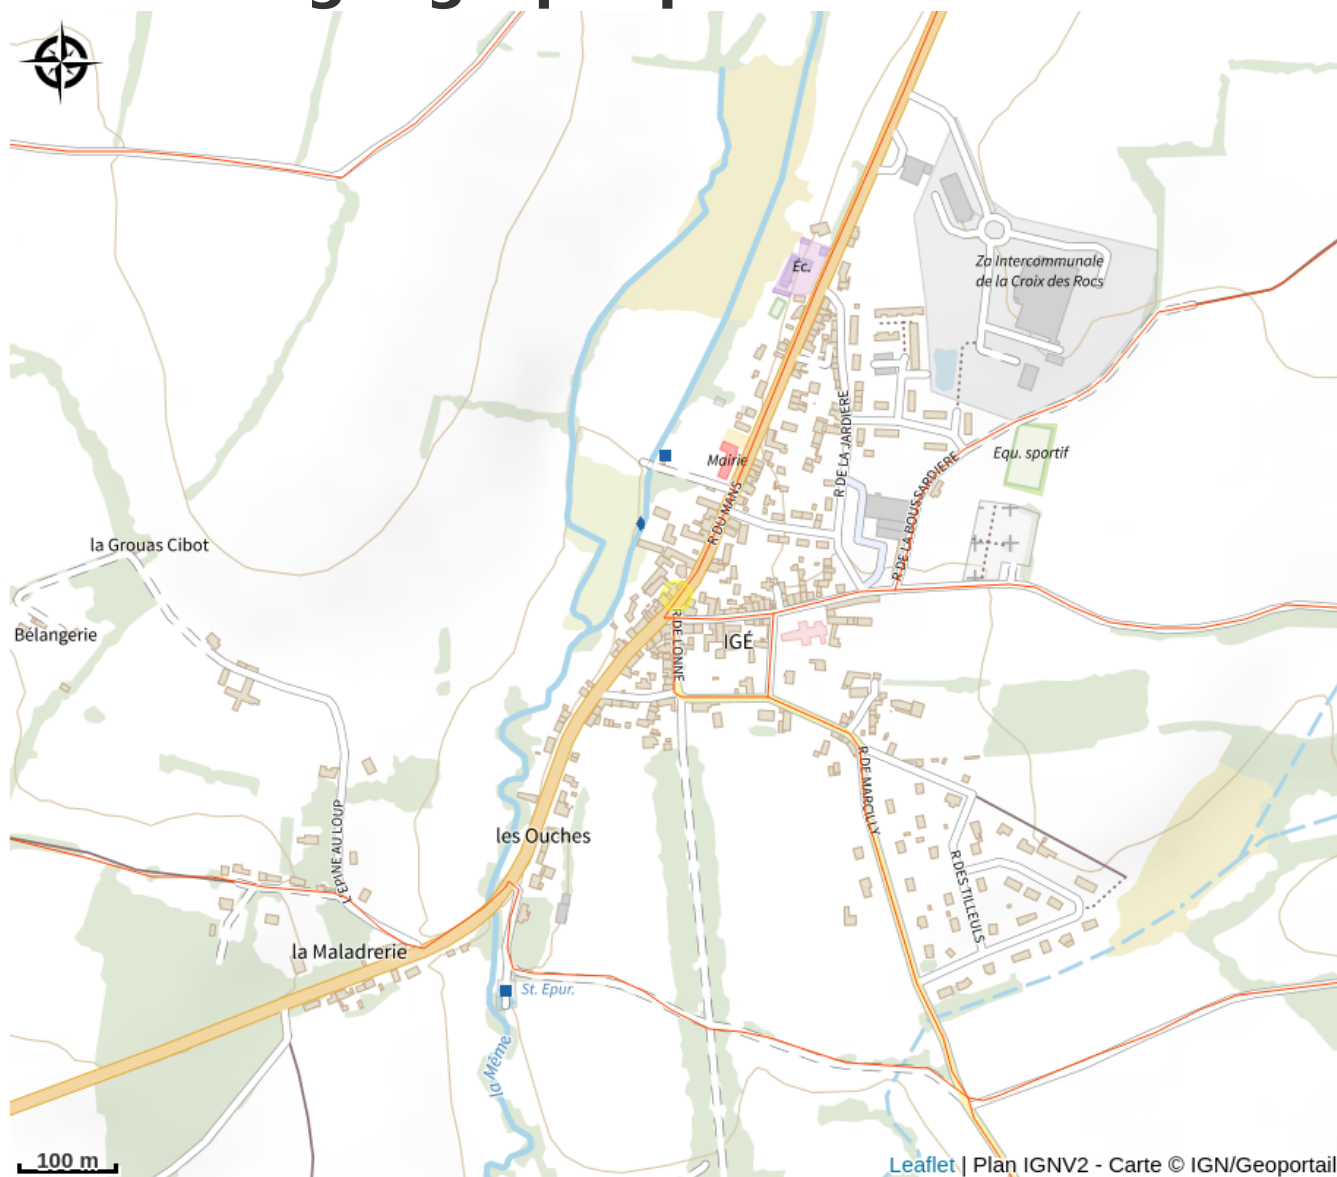 Éc.
Za Intercommunale
de la Croix des Rocs
R DE LA JARDIERE
Mairie
Equ. sportif
R DU MANS
R DE LA BOUSSARDIERE
la Grouas Cibot
Bélangerie
R DE LONNE
IGÉ
R DE MARCILLY
les Ouches
L'EPINE AU LOUP
R DES TILLEULS
la Maladrerie
St. Epur.
la Même
100 m
Leaflet | Plan IGNV2 - Carte © IGN/Geoportail